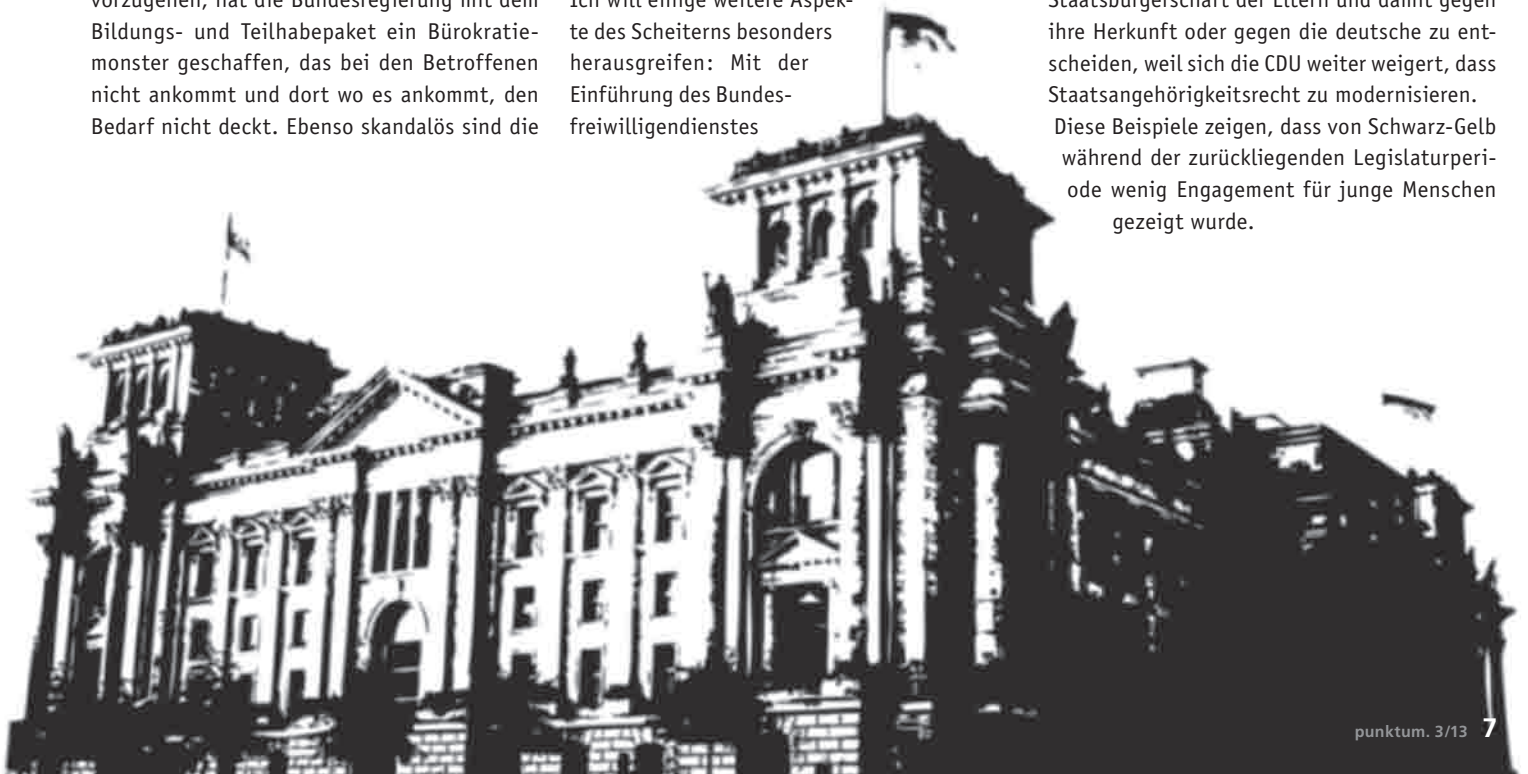 vorzugehen, hat die Bundesregierung mit dem
Bildungs- und Teilhabepaket ein Bürokratie-
monster geschaffen, das bei den Betroffenen
nicht ankommt und dort wo es ankommt, den
Bedarf nicht deckt. Ebenso skandalös sind die
Ich will einige weitere Aspek-
te des Scheiterns besonders
herausgreifen: Mit der
Einführung des Bundes-
freiwilligendienstes
Staatsbürgerschaft der Eltern und damit gegen
ihre Herkunft oder gegen die deutsche zu ent-
scheiden, weil sich die CDU weiter weigert, dass
Staatsangehörigkeitsrecht zu modernisieren.
Diese Beispiele zeigen, dass von Schwarz-Gelb
während der zurückliegenden Legislaturperi-
ode wenig Engagement für junge Menschen
gezeigt wurde.
punktum. 3/13 7